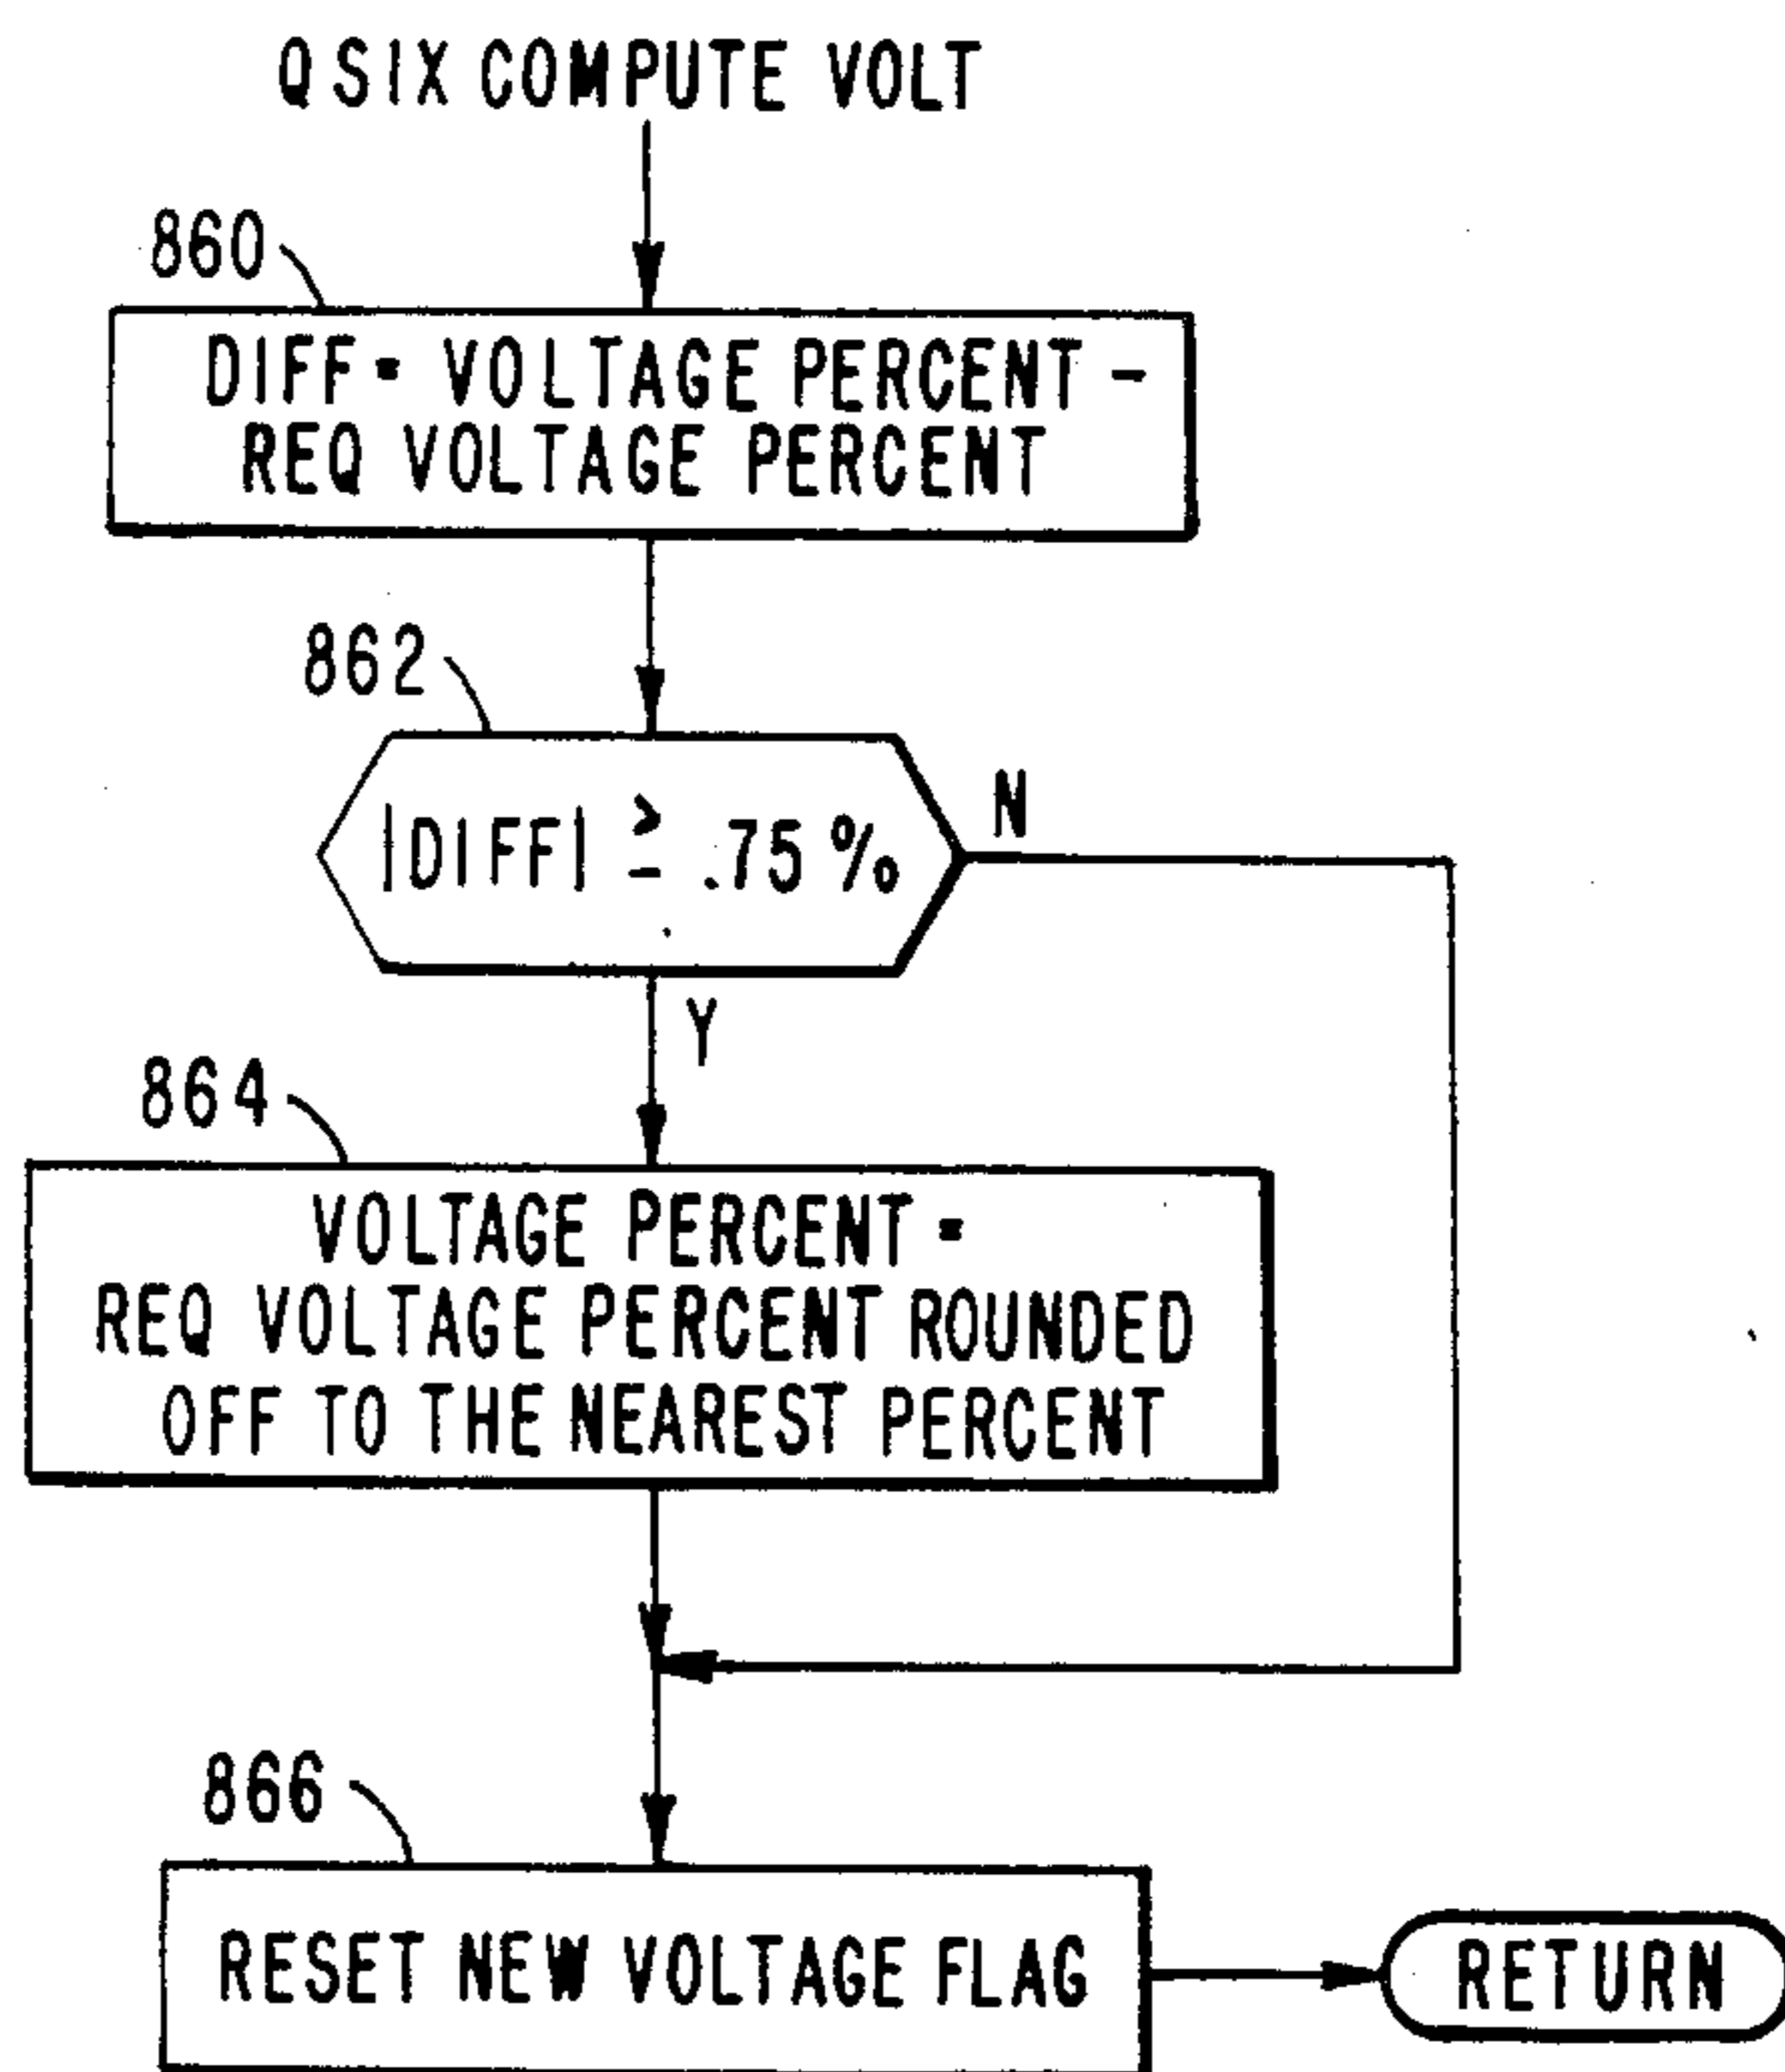 QSIX COMPUTE VOLT
860
DIFF= VOLTAGE PERCENT -
REQ VOLTAGE PERCENT
862
|DIFF| ≥ .75%
N
Y
864
VOLTAGE PERCENT =
REQ VOLTAGE PERCENT ROUNDED
OFF TO THE NEAREST PERCENT
866
RESET NEW VOLTAGE FLAG
RETURN